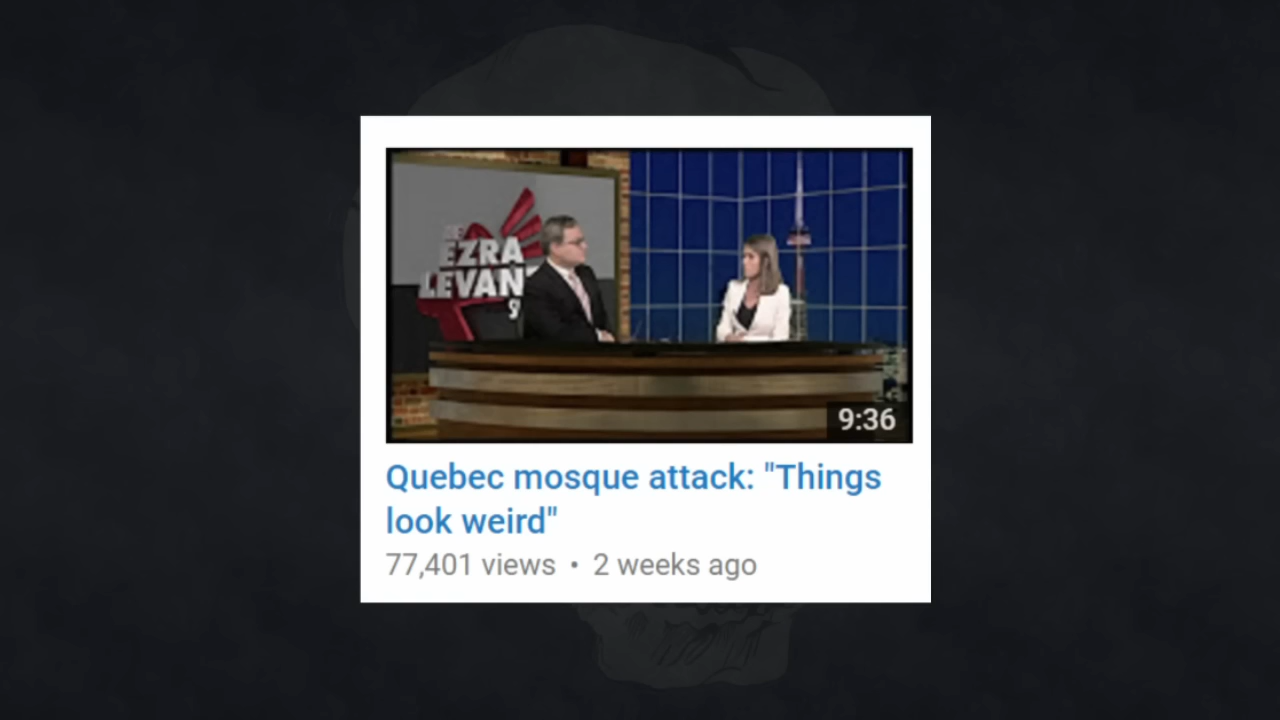 EZRA
LEVAN
9:36
Quebec mosque attack: "Things
look weird"
77,401 views • 2 weeks ago